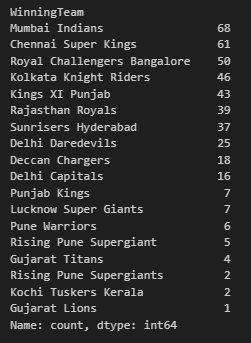 WinningTeam
Mumbai Indians 68
Chennai Super Kings 61
Royal Challengers Bangalore 50
Kolkata Knight Riders 46
Kings XI Punjab 43
Rajasthan Royals 39
Sunrisers Hyderabad 37
Delhi Daredevils 25
Deccan Chargers 18
Delhi Capitals 16
Punjab Kings 7
Lucknow Super Giants 7
Pune Warriors 6
Rising Pune Supergiant 5
Gujarat Titans 4
Rising Pune Supergiants 2
Kochi Tuskers Kerala 2
Gujarat Lions 1
Name: count, dtype: int64